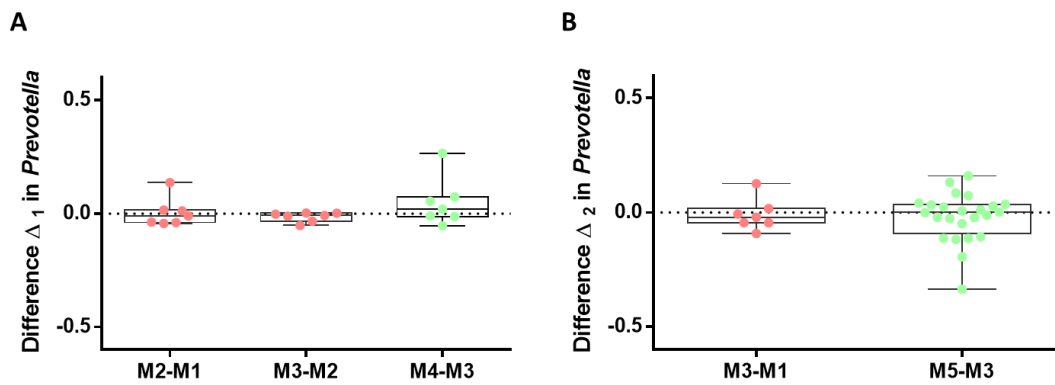 A
B
Difference Δ 1 in Prevotella
0.5
0.0
-0.5
M2-M1
M3-M2
M4-M3
Difference Δ 2 in Prevotella
0.5
0.0
-0.5
M3-M1
M5-M3